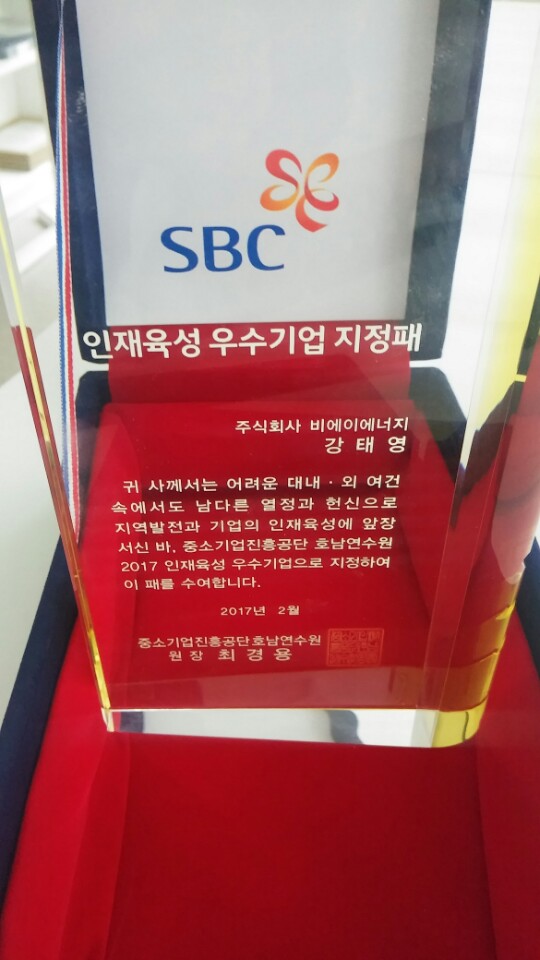 SBC
인재육성 우수기업 지정패
주식회사 비에이에너지
강태영
귀 사께서는 어려운 대내 · 외 여건
속에서도 남다른 열정과 헌신으로
지역발전과 기업의 인재육성에 앞장
서신 바, 중소기업진흥공단 호남연수원
2017 인재육성 우수기업으로 지정하여
이 패를 수여합니다.
2017년 2월
중소기업진흥공단호남연수원
원장 최경용